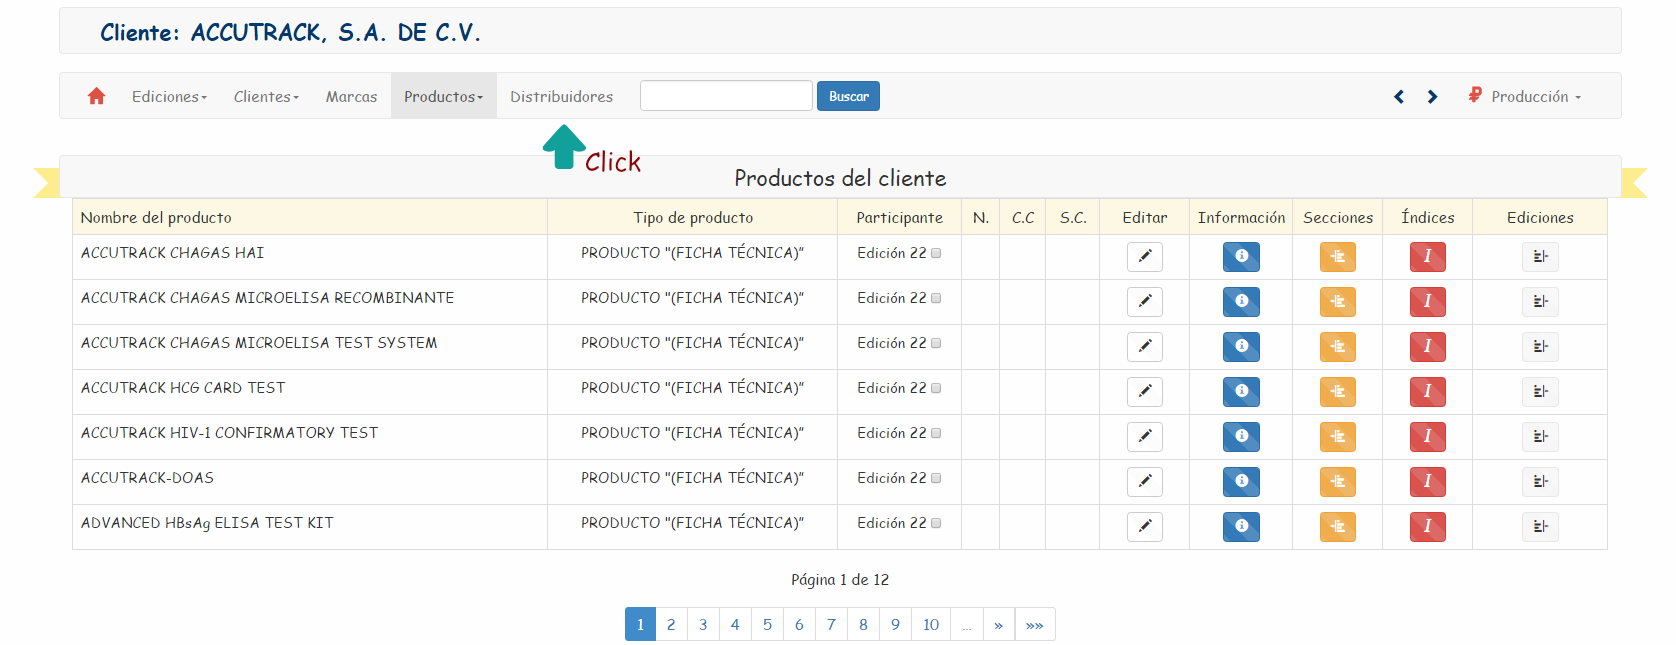 Cliente: ACCUTRACK, S.A. DE C.V.
Ediciones Clientes Marcas Productos Distribuidores Buscar Producción
Click
Productos del cliente
Nombre del producto Tipo de producto Participante N. C.C S.C. Editar Información Secciones Índices Ediciones
ACCUTRACK CHAGAS HAI PRODUCTO "(FICHA TÉCNICA)" Edición 22 I
ACCUTRACK CHAGAS MICROELISA RECOMBINANTE PRODUCTO "(FICHA TÉCNICA)" Edición 22 I
ACCUTRACK CHAGAS MICROELISA TEST SYSTEM PRODUCTO "(FICHA TÉCNICA)" Edición 22 I
ACCUTRACK HCG CARD TEST PRODUCTO "(FICHA TÉCNICA)" Edición 22 I
ACCUTRACK HIV-1 CONFIRMATORY TEST PRODUCTO "(FICHA TÉCNICA)" Edición 22 I
ACCUTRACK-DOAS PRODUCTO "(FICHA TÉCNICA)" Edición 22 I
ADVANCED HBsAg ELISA TEST KIT PRODUCTO "(FICHA TÉCNICA)" Edición 22 I
Página 1 de 12
1 2 3 4 5 6 7 8 9 10 ... » »»